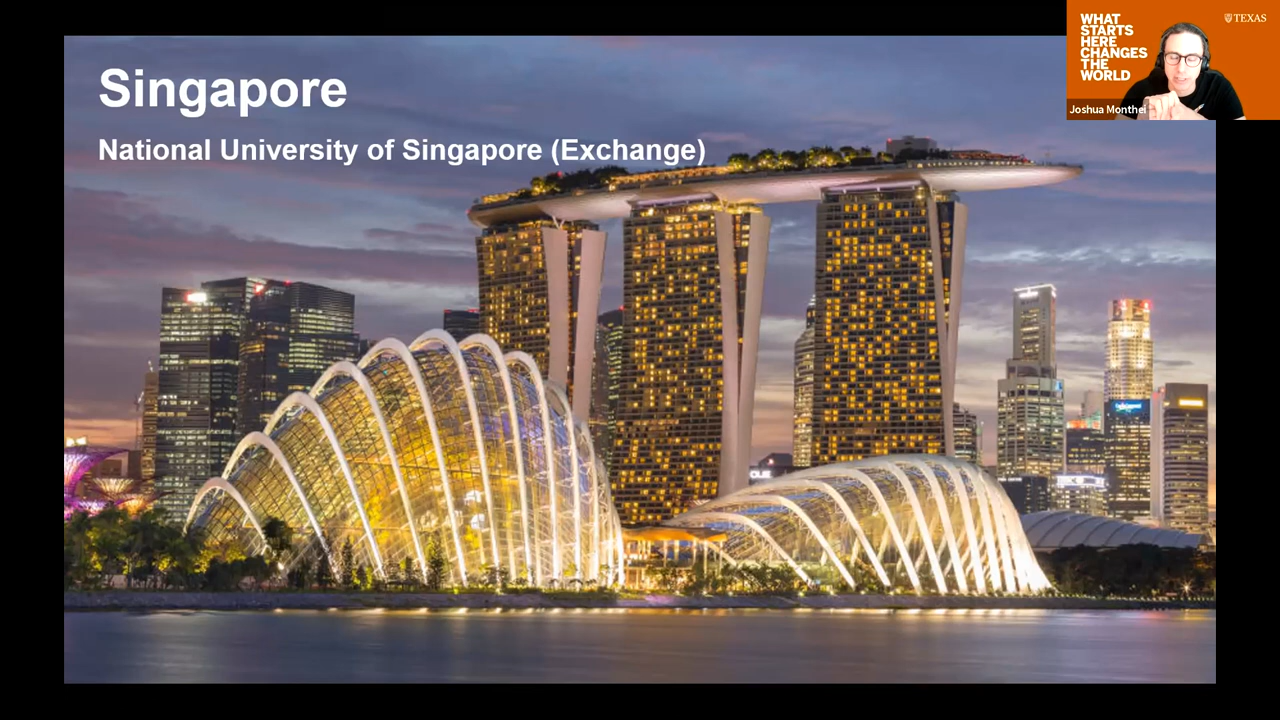 Singapore
National University of Singapore (Exchange)
WHAT
STARTS
HERE
CHANGES
THE
WORLD
TEXAS
Joshua Monthei